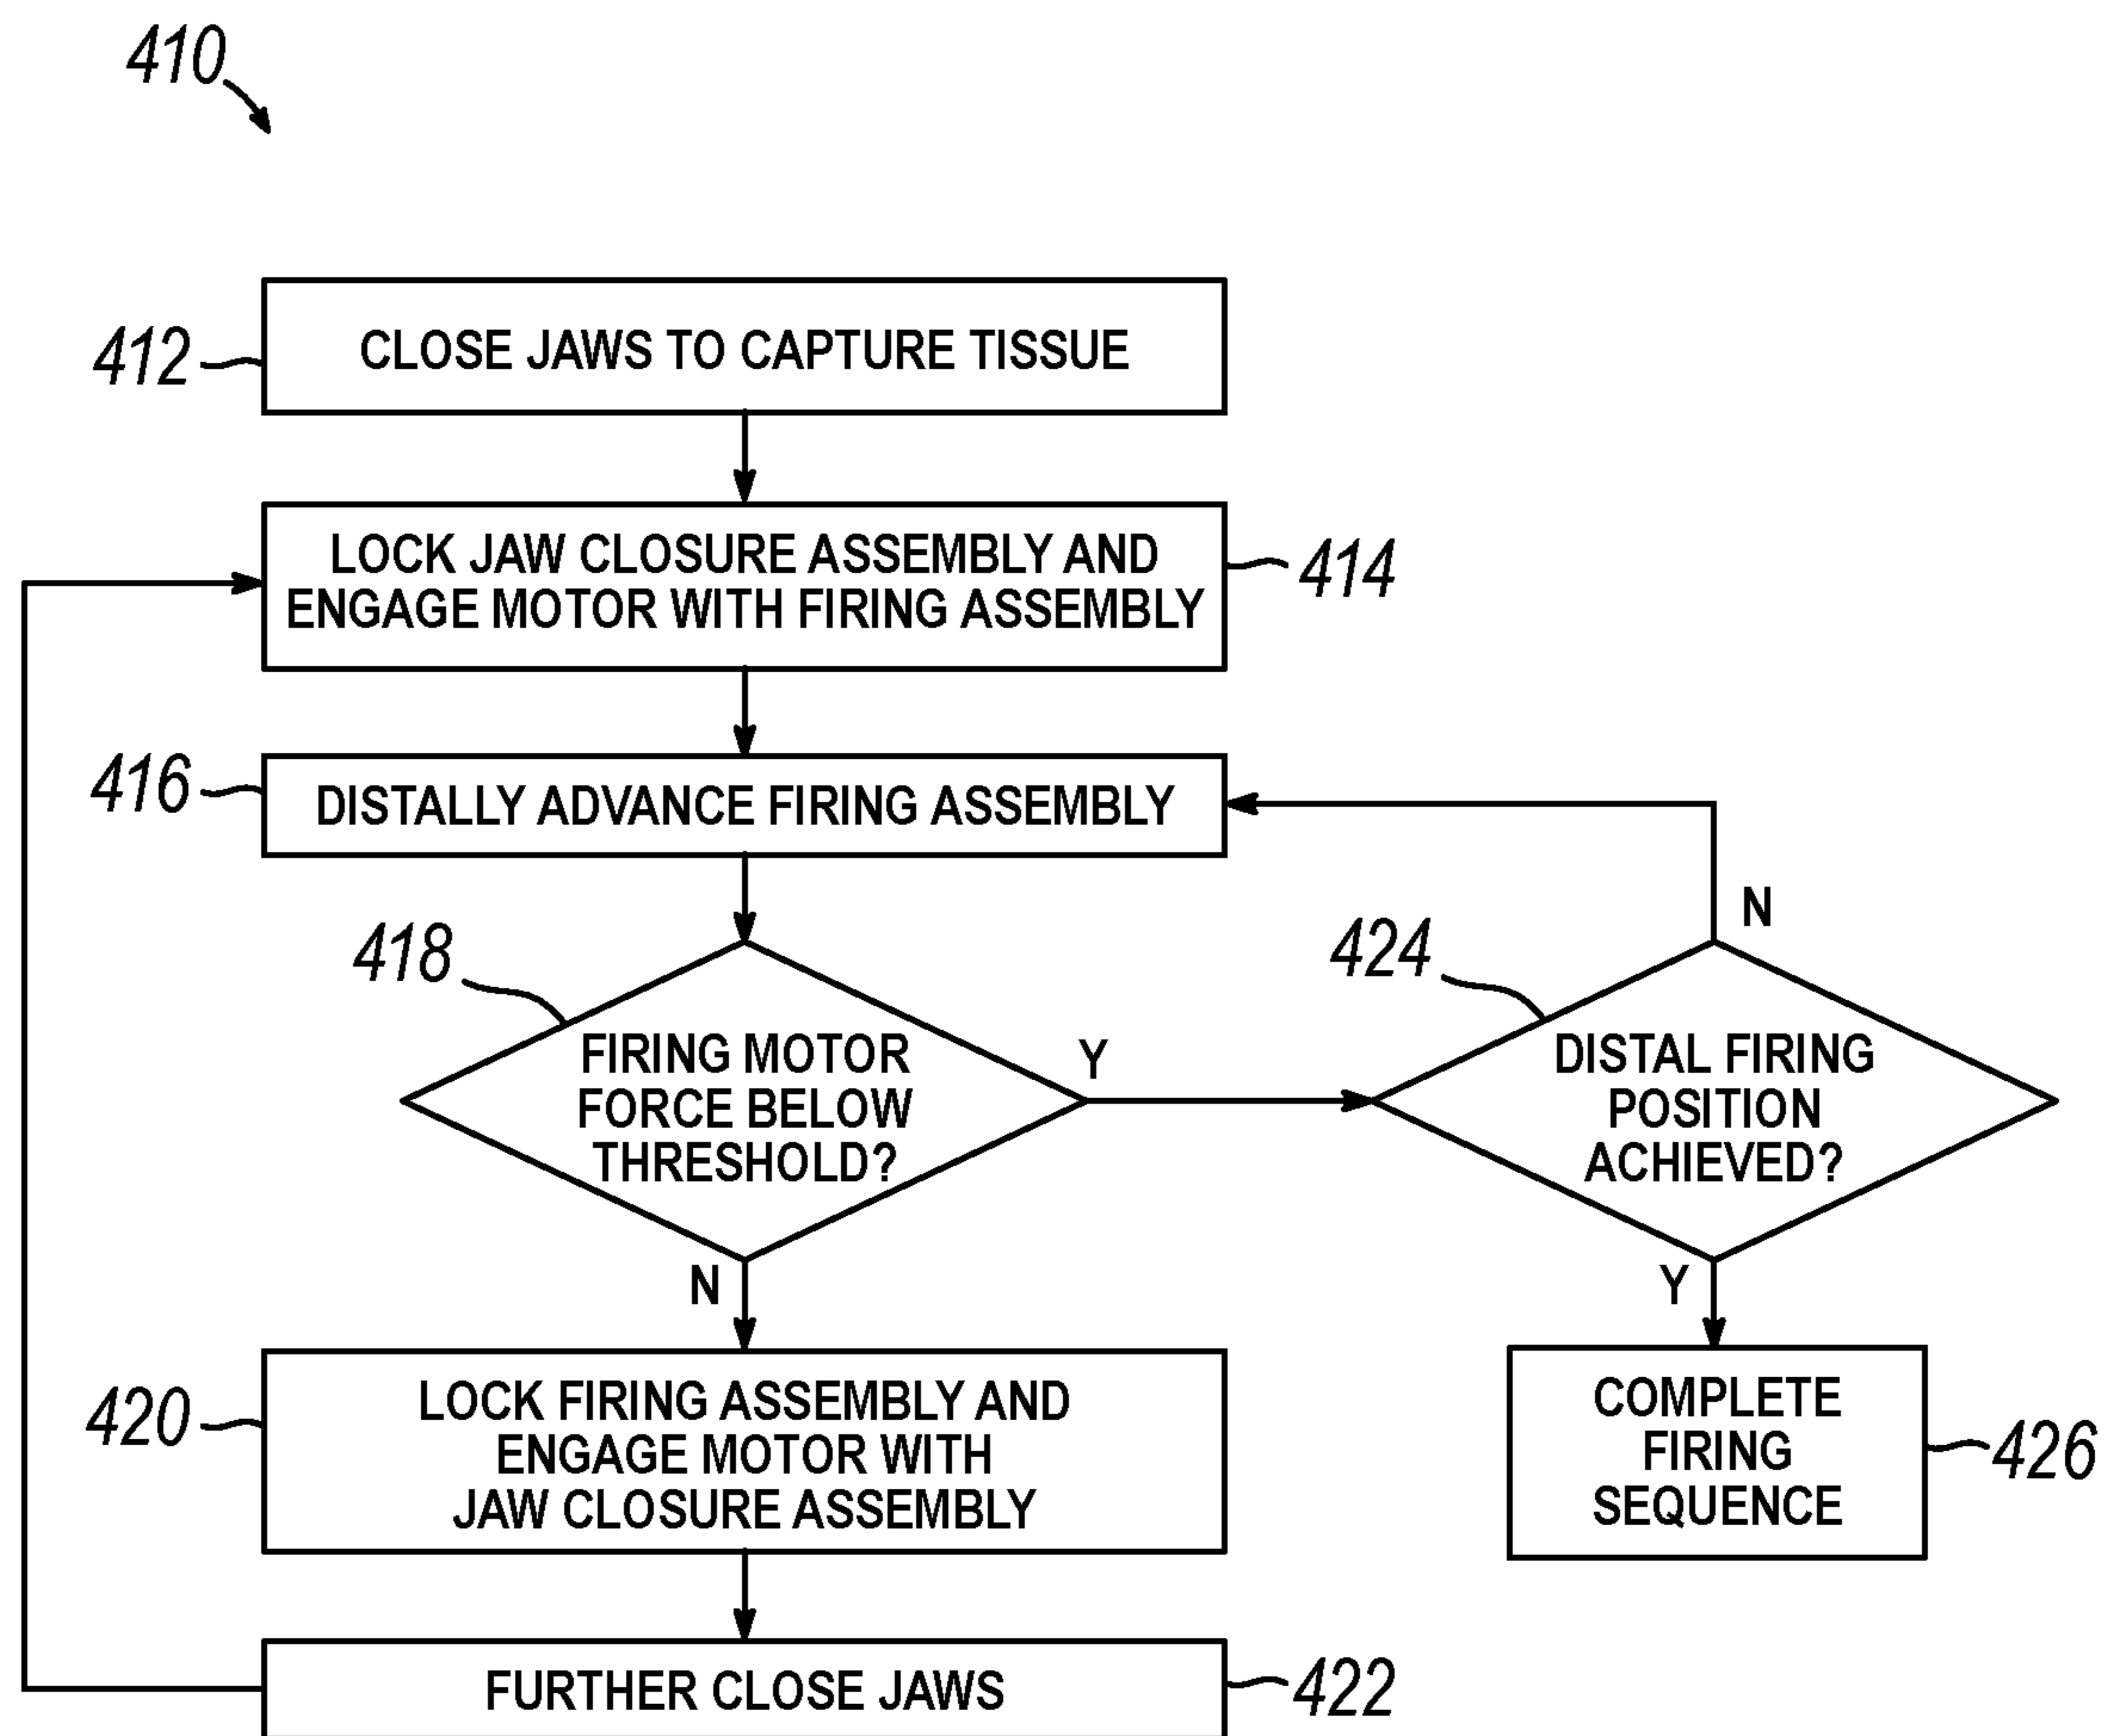 410
412
CLOSE JAWS TO CAPTURE TISSUE
LOCK JAW CLOSURE ASSEMBLY AND
ENGAGE MOTOR WITH FIRING ASSEMBLY
414
416
DISTALLY ADVANCE FIRING ASSEMBLY
418
FIRING MOTOR
FORCE BELOW
THRESHOLD?
Y
N
424
DISTAL FIRING
POSITION
ACHIEVED?
N
Y
420
LOCK FIRING ASSEMBLY AND
ENGAGE MOTOR WITH
JAW CLOSURE ASSEMBLY
COMPLETE
FIRING
SEQUENCE
426
FURTHER CLOSE JAWS
422